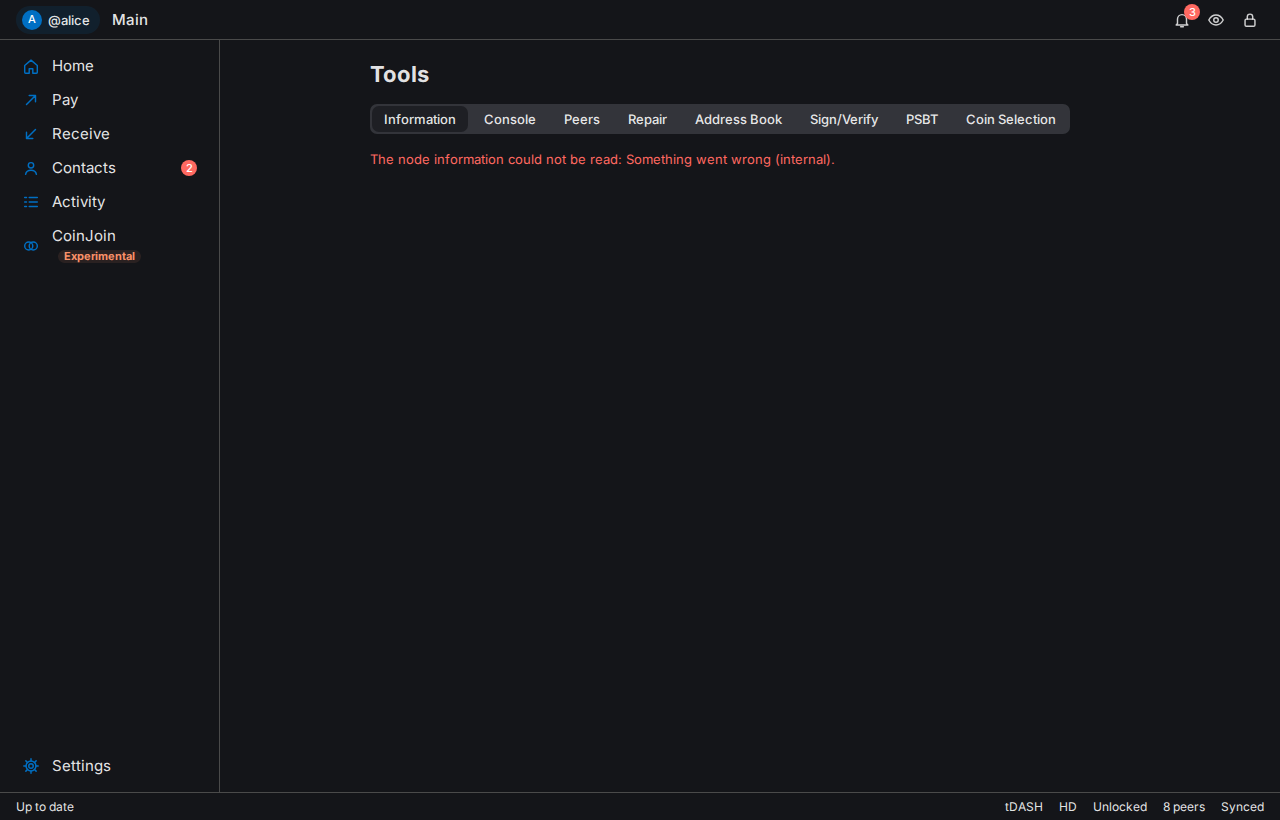 A @alice Main 3
Home
Pay
Receive
Contacts 2
Activity
CoinJoin
Experimental
Settings
Tools
Information Console Peers Repair Address Book Sign/Verify PSBT Coin Selection
The node information could not be read: Something went wrong (internal).
Up to date tDASH HD Unlocked 8 peers Synced